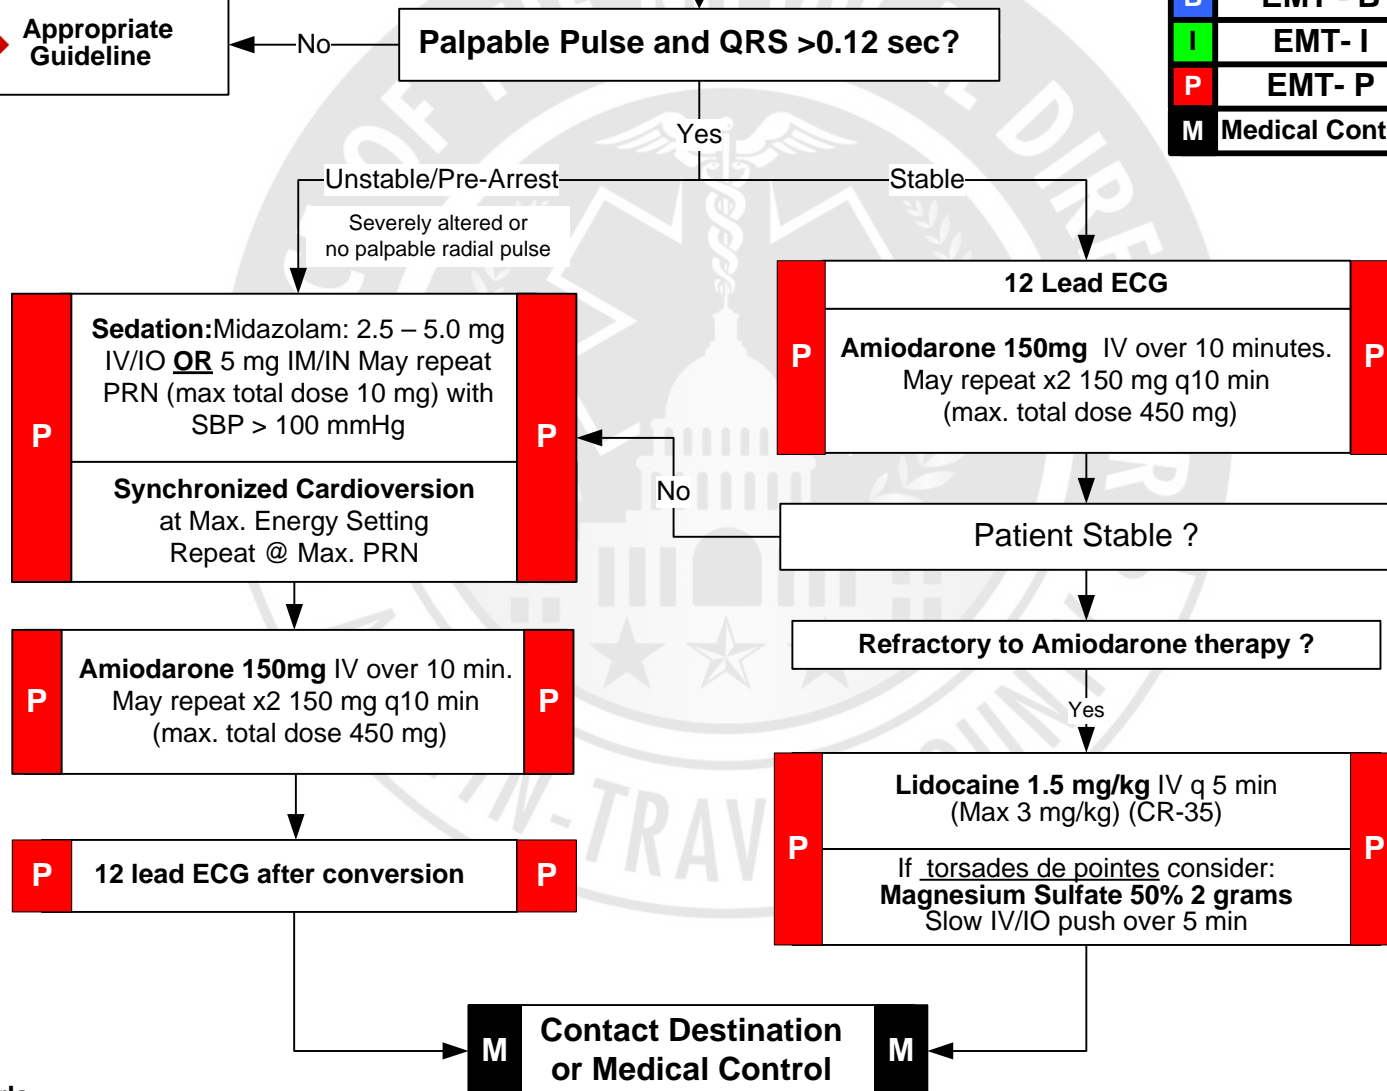 B EMT - B
Appropriate
Guideline
No
Palpable Pulse and QRS >0.12 sec?
I EMT- I
P EMT- P
M Medical Cont
Yes
Unstable/Pre-Arrest
Stable
Severely altered or
no palpable radial pulse
P
Sedation:Midazolam: 2.5 – 5.0 mg
IV/IO OR 5 mg IM/IN May repeat
PRN (max total dose 10 mg) with
SBP > 100 mmHg
P
Synchronized Cardioversion
at Max. Energy Setting
Repeat @ Max. PRN
P
12 Lead ECG
P
Amiodarone 150mg IV over 10 minutes.
May repeat x2 150 mg q10 min
(max. total dose 450 mg)
No
Patient Stable ?
P
Amiodarone 150mg IV over 10 min.
May repeat x2 150 mg q10 min
(max. total dose 450 mg)
P
Refractory to Amiodarone therapy ?
Yes
P
12 lead ECG after conversion
P
P
Lidocaine 1.5 mg/kg IV q 5 min
(Max 3 mg/kg) (CR-35)
P
If torsades de pointes consider:
Magnesium Sulfate 50% 2 grams
Slow IV/IO push over 5 min
M
Contact Destination
or Medical Control
M